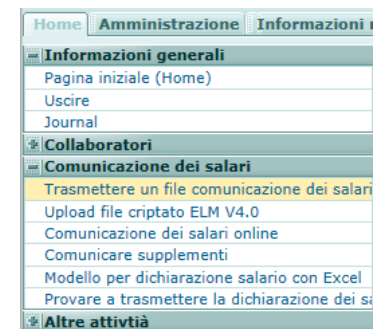 Home Amministrazione Informazioni
Informazioni generali
Pagina iniziale (Home)
Uscire
Journal
Collaboratori
Comunicazione dei salari
Trasmettere un file comunicazione dei salari
Upload file criptato ELM V4.0
Comunicazione dei salari online
Comunicare supplementi
Modello per dichiarazione salario con Excel
Provare a trasmettere la dichiarazione dei
Altre attivtià